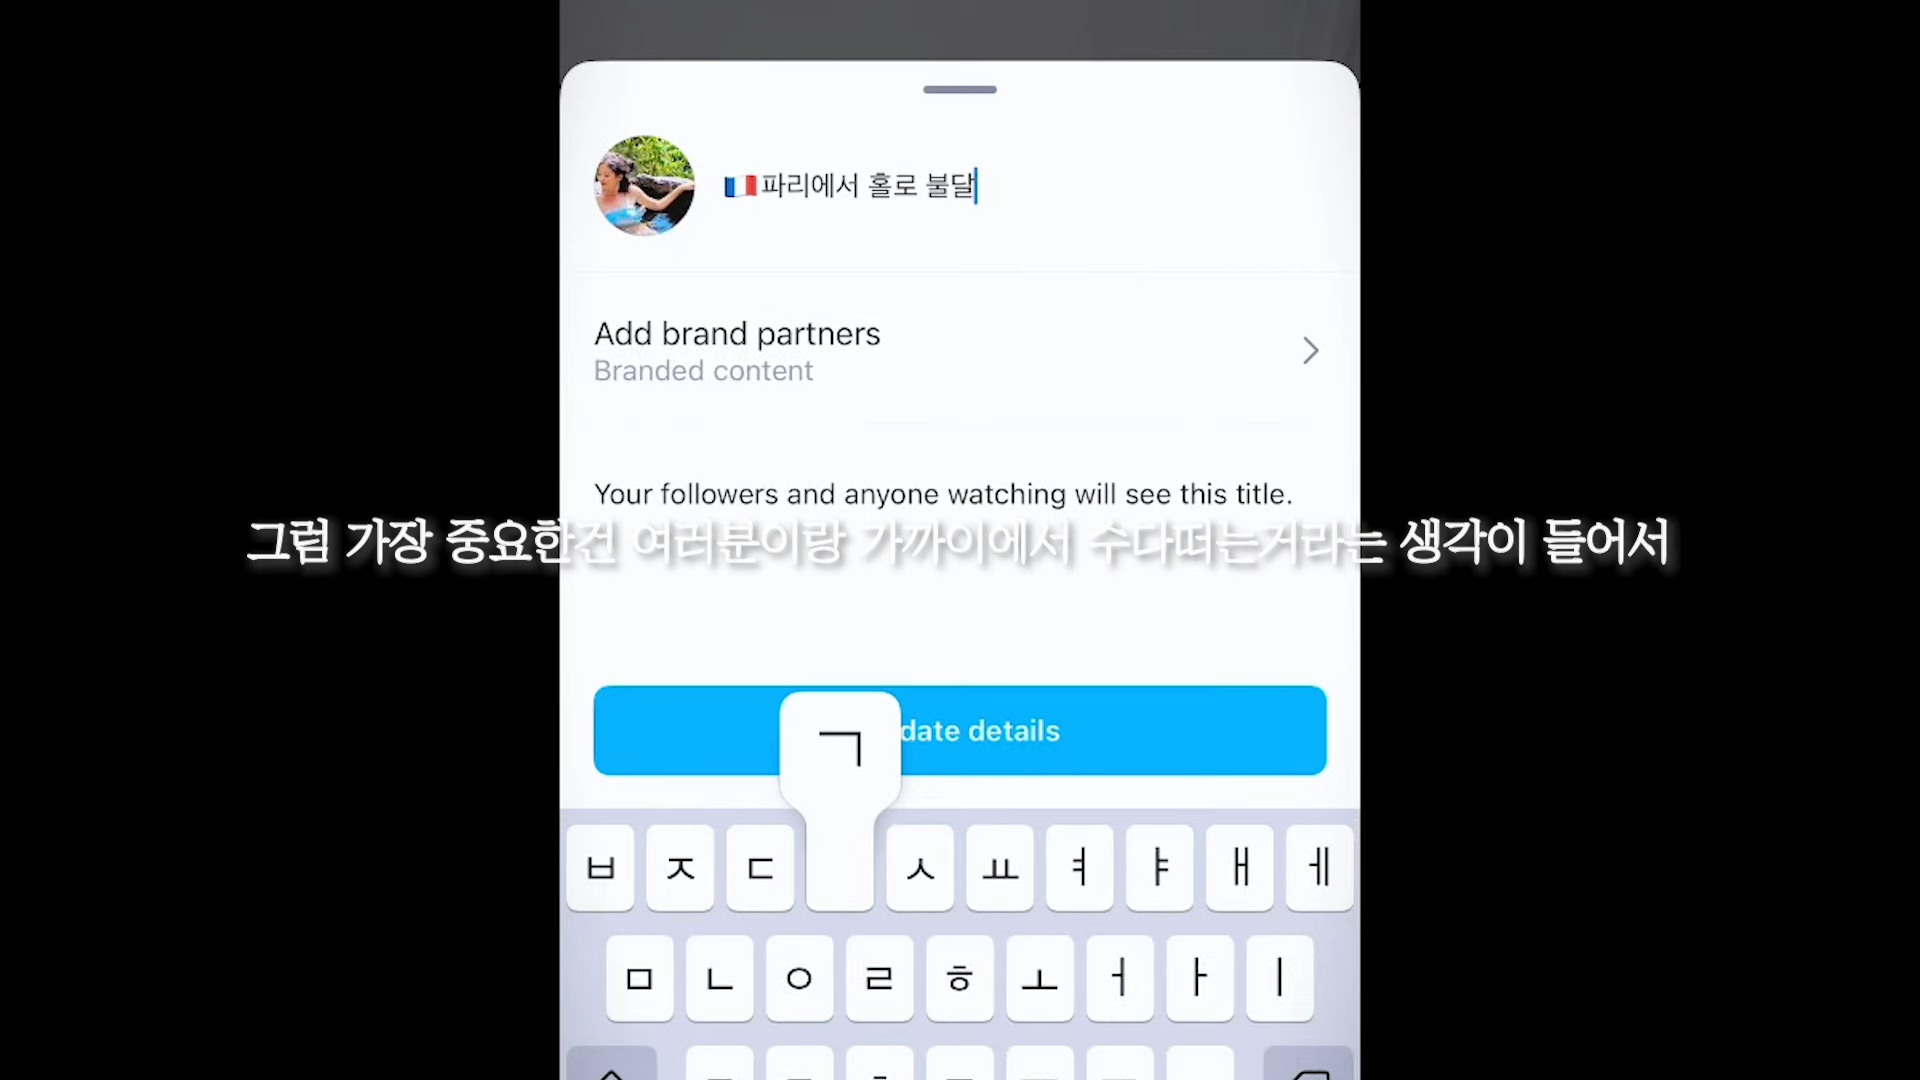 🇫🇷파리에서 홀로 불달
Add brand partners
Branded content
Your followers and anyone watching will see this title.
그럼 가장 중요한건 여러분이랑 가까이에서 수다떠는거라는 생각이 들어서
date details
ㄱ
ㅂ ㅈ ㄷ ㅅ ㅛ ㅕ ㅑ ㅐ ㅔ
ㅁ ㄴ ㅇ ㄹ ㅎ ㅗ ㅓ ㅏ ㅣ